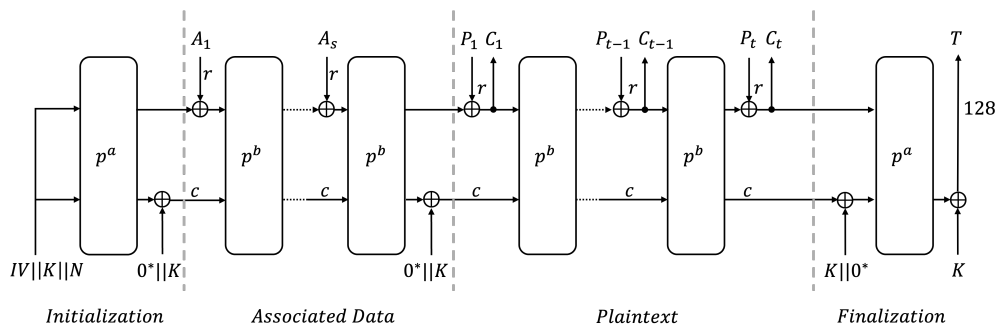 A₁ Aₛ P₁ C₁ Pₜ₋₁ Cₜ₋₁ Pₜ Cₜ T
r r r r r
128
pᵃ pᵇ pᵇ pᵇ pᵇ pᵃ
c c c c c c
IV||K||N 0*||K 0*||K K||0* K
Initialization Associated Data Plaintext Finalization